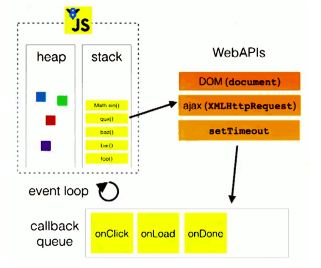 JS
heap
stack
WebAPIs
DOM (document)
ajax (XMLHttpRequest)
setTimeout
Math.sin()
qux()
baz()
bar()
foo()
event loop
callback
queue
onClick
onLoad
onDone